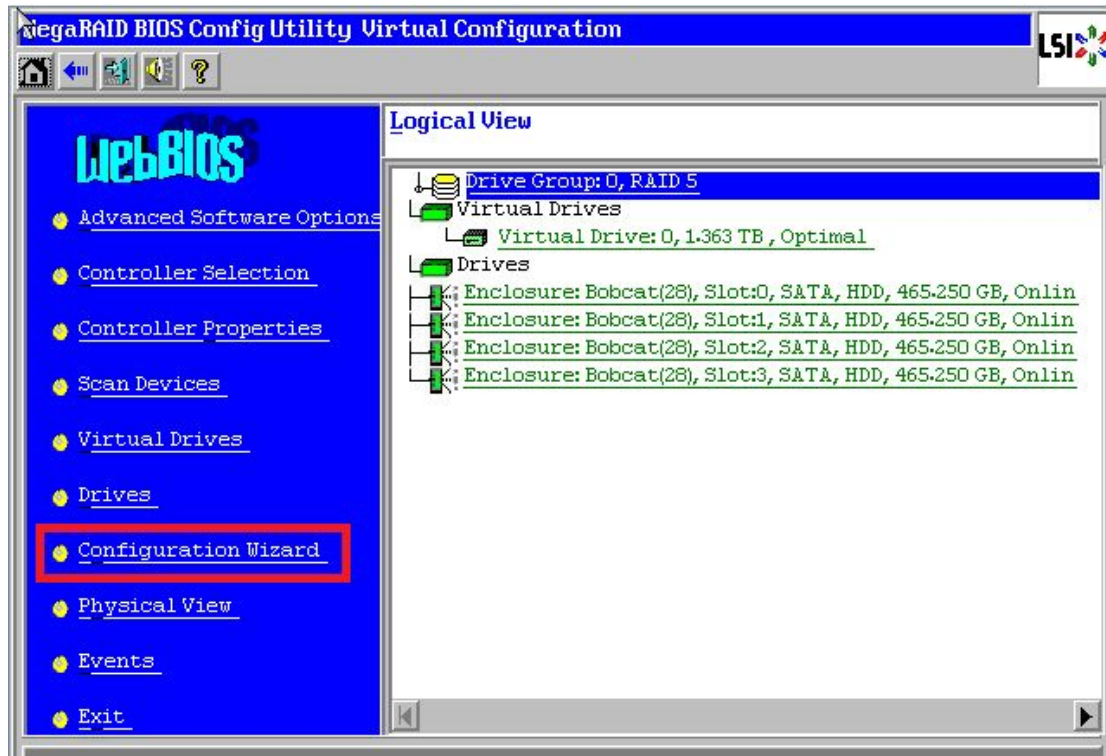 MegaRAID BIOS Config Utility Virtual Configuration
LSI
?
WebBIOS
Advanced Software Options
Controller Selection
Controller Properties
Scan Devices
Virtual Drives
Drives
Configuration Wizard
Physical View
Events
Exit
Logical View
Drive Group: 0, RAID 5
Virtual Drives
Virtual Drive: 0, 1.363 TB , Optimal
Drives
Enclosure: Bobcat(28), Slot:0, SATA, HDD, 465.250 GB, Onlin
Enclosure: Bobcat(28), Slot:1, SATA, HDD, 465.250 GB, Onlin
Enclosure: Bobcat(28), Slot:2, SATA, HDD, 465.250 GB, Onlin
Enclosure: Bobcat(28), Slot:3, SATA, HDD, 465.250 GB, Onlin